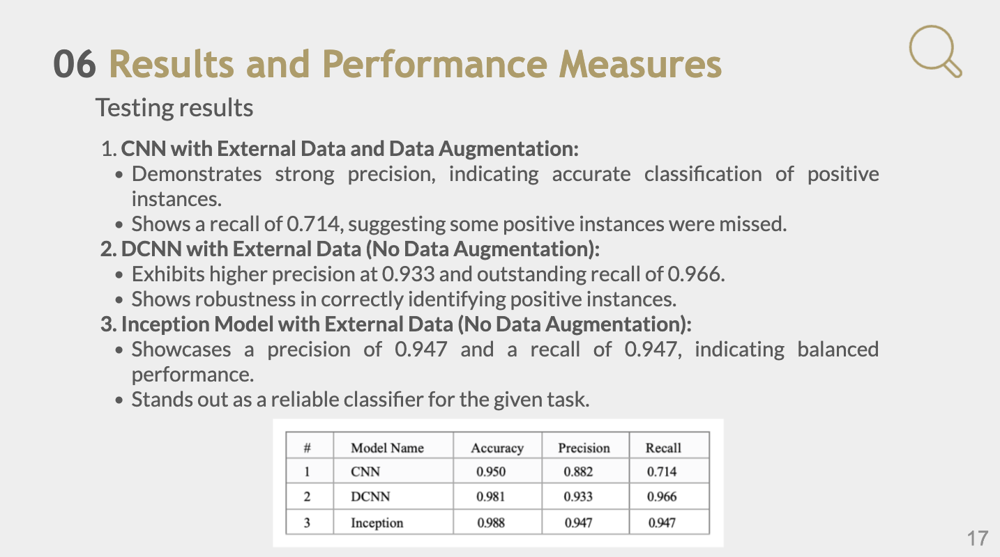 06 Results and Performance Measures
Testing results
1. CNN with External Data and Data Augmentation:
• Demonstrates strong precision, indicating accurate classification of positive
instances.
• Shows a recall of 0.714, suggesting some positive instances were missed.
2. DCNN with External Data (No Data Augmentation):
• Exhibits higher precision at 0.933 and outstanding recall of 0.966.
• Shows robustness in correctly identifying positive instances.
3. Inception Model with External Data (No Data Augmentation):
• Showcases a precision of 0.947 and a recall of 0.947, indicating balanced
performance.
• Stands out as a reliable classifier for the given task.
# Model Name Accuracy Precision Recall
1 CNN 0.950 0.882 0.714
2 DCNN 0.981 0.933 0.966
3 Inception 0.988 0.947 0.947
17